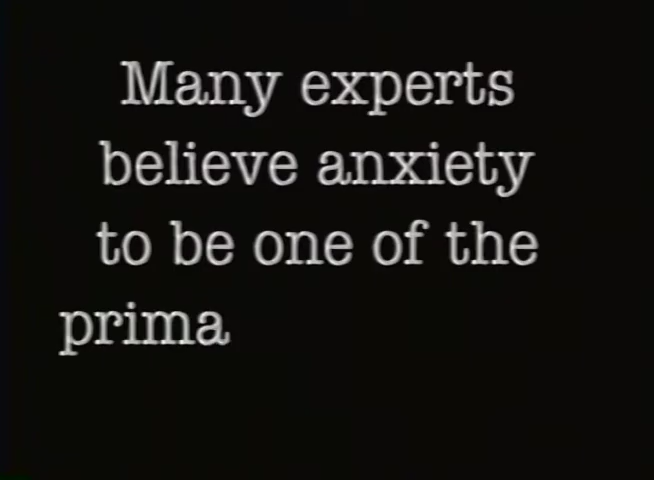 Many experts
believe anxiety
to be one of the
prima